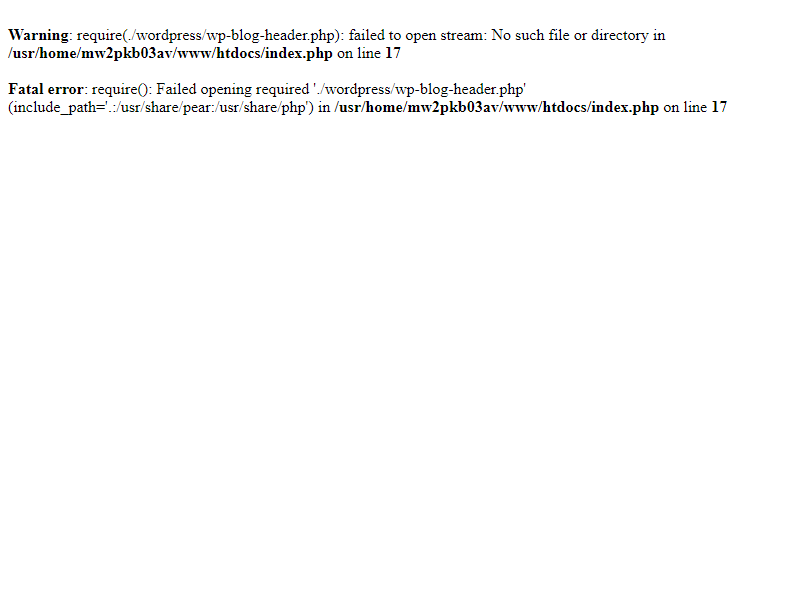 Warning: require(./wordpress/wp-blog-header.php): failed to open stream: No such file or directory in
/usr/home/mw2pkb03av/www/htdocs/index.php on line 17
Fatal error: require(): Failed opening required './wordpress/wp-blog-header.php'
(include_path='.:/usr/share/pear:/usr/share/php') in /usr/home/mw2pkb03av/www/htdocs/index.php on line 17